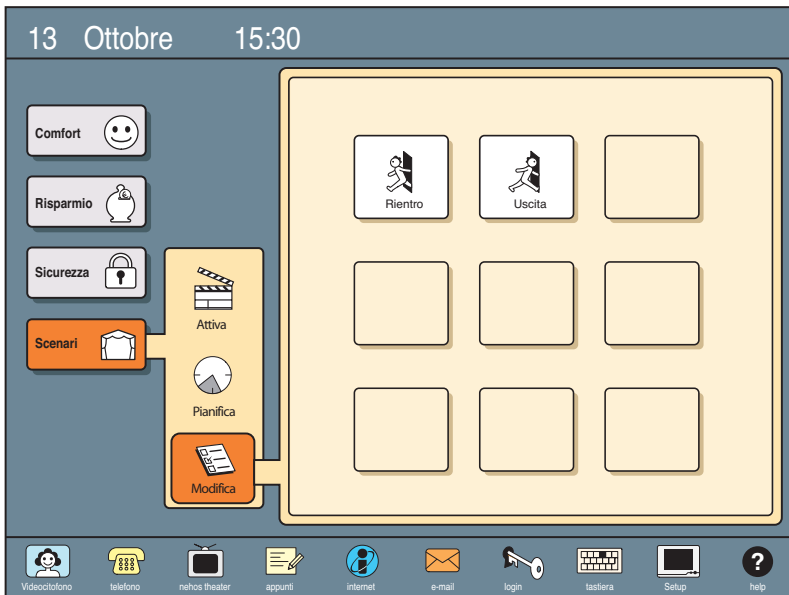 13 Ottobre 15:30
Comfort
Risparmio
Sicurezza
Scenari
Attiva
Pianifica
Modifica
Rientro
Uscita
Videocitofono
telefono
nehos theater
appunti
internet
e-mail
login
tastiera
Setup
help